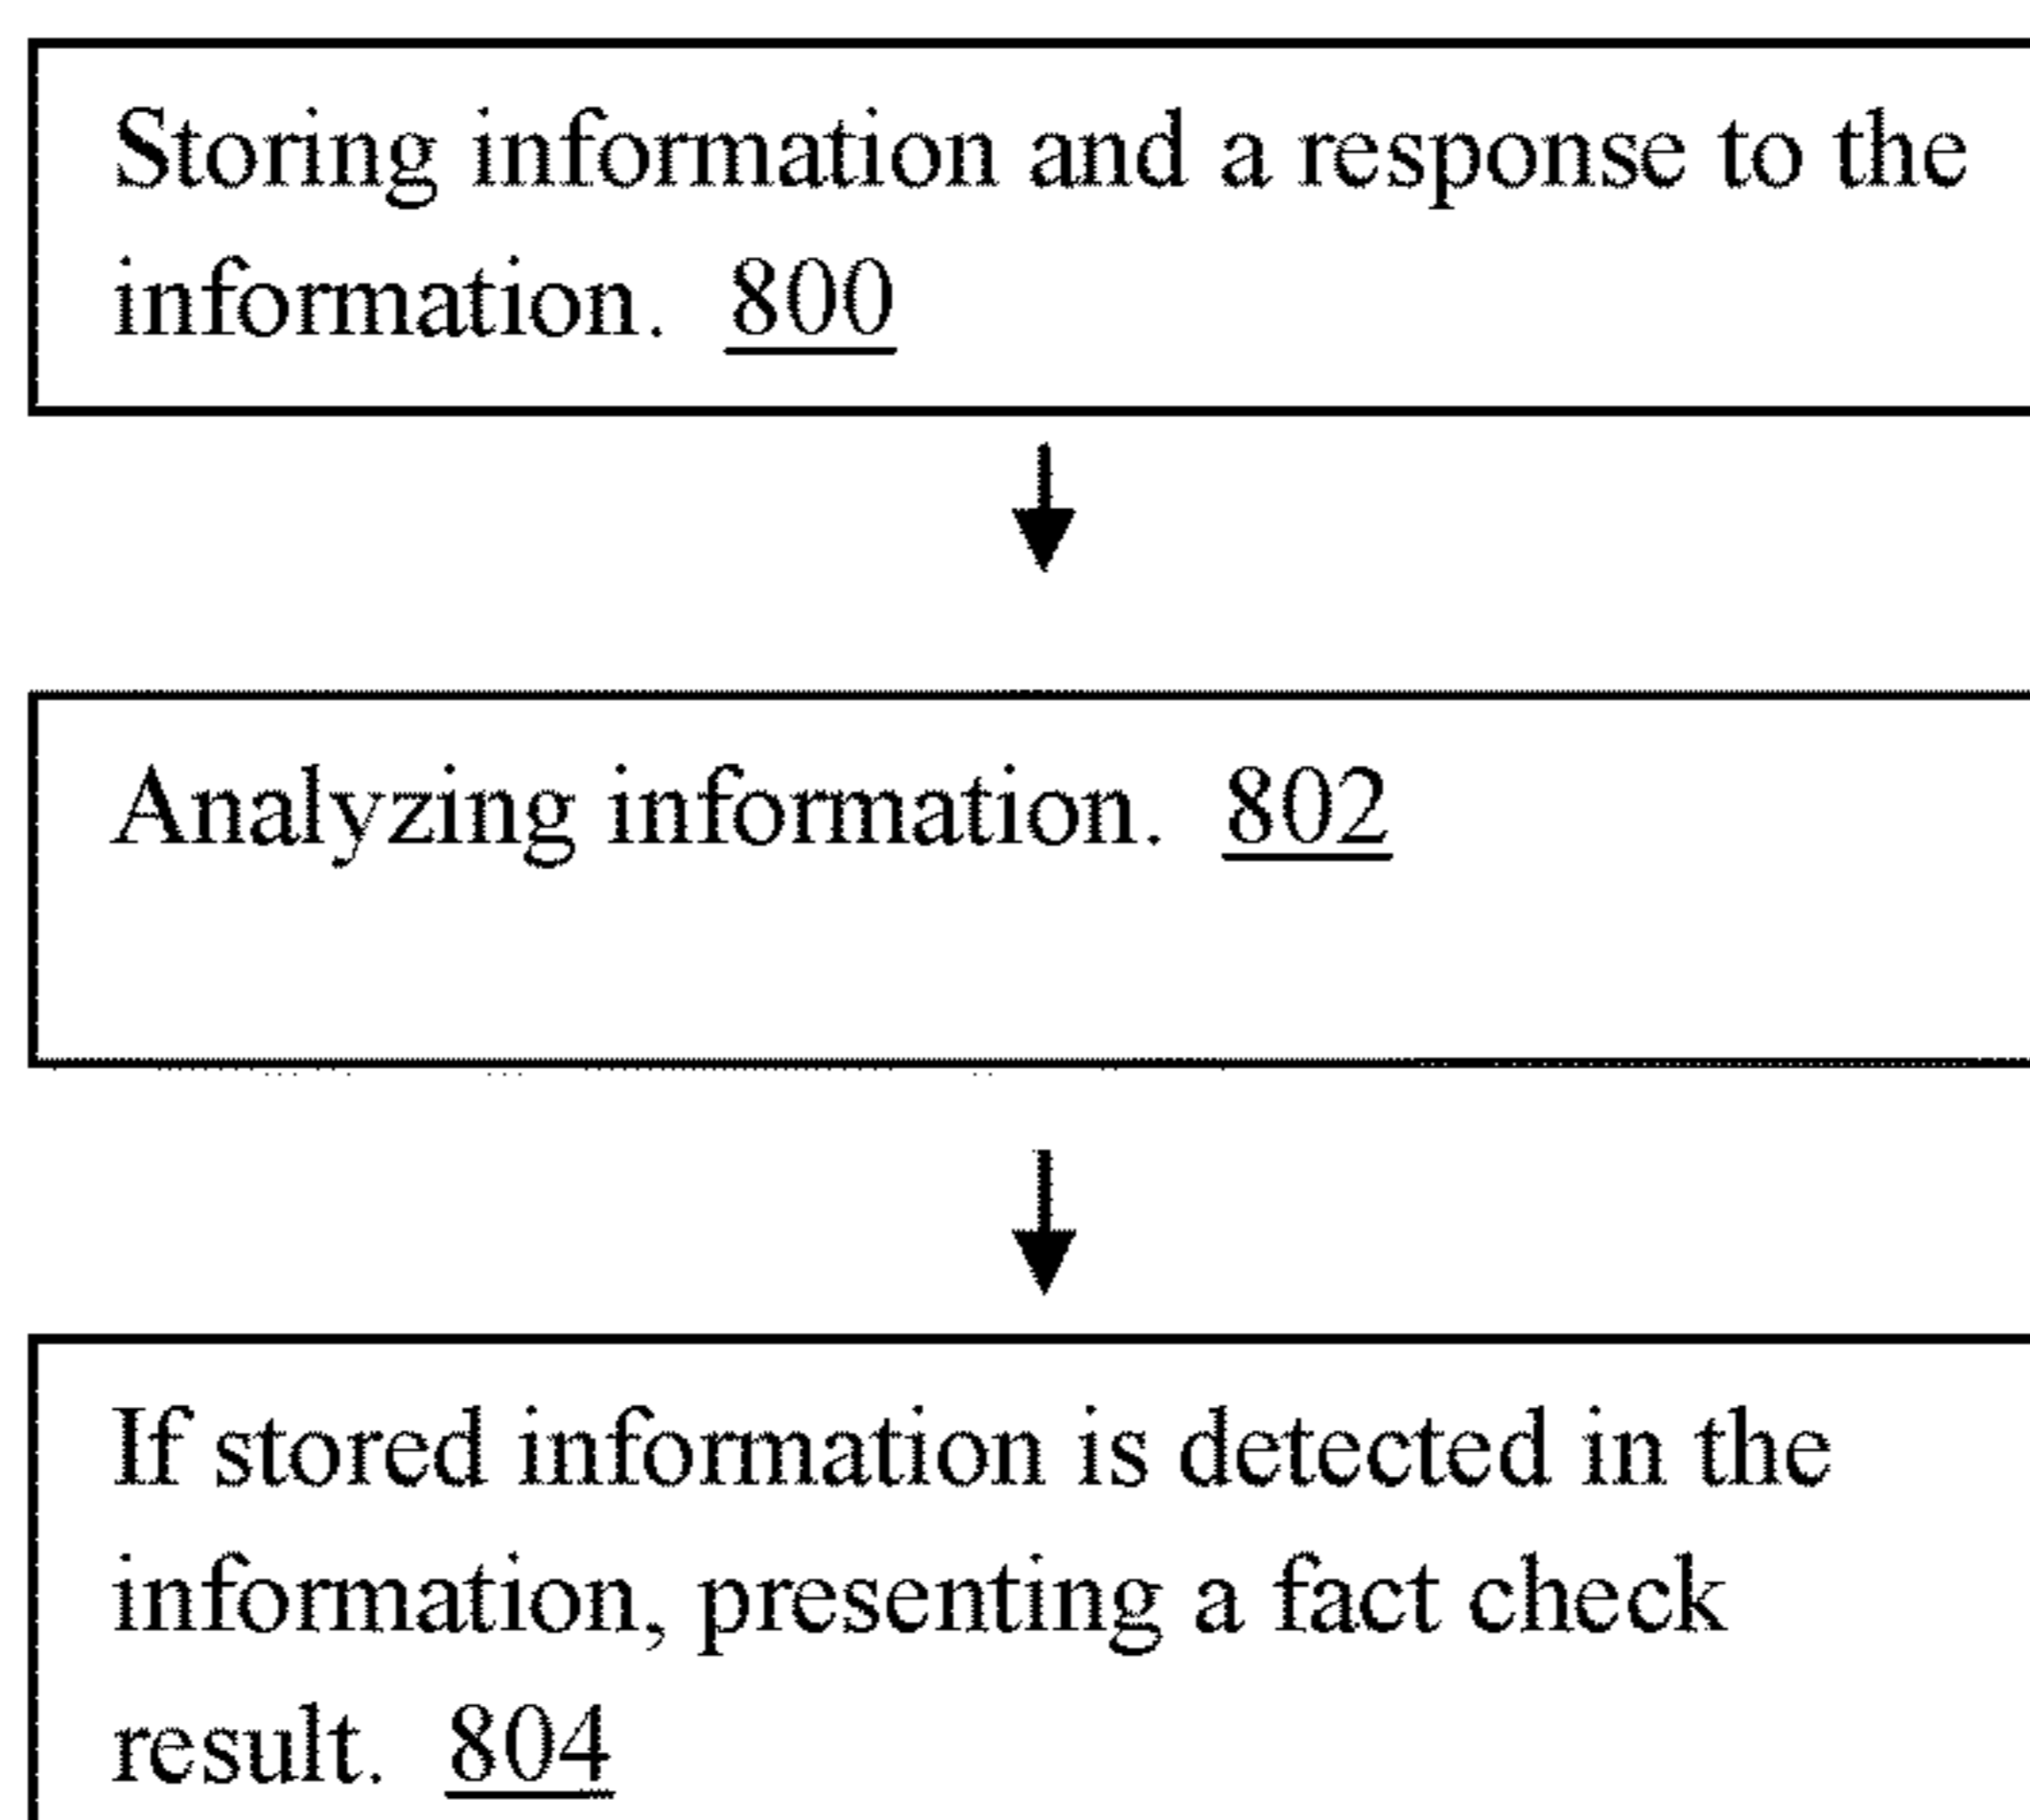 Storing information and a response to the
information. 800
Analyzing information. 802
If stored information is detected in the
information, presenting a fact check
result. 804